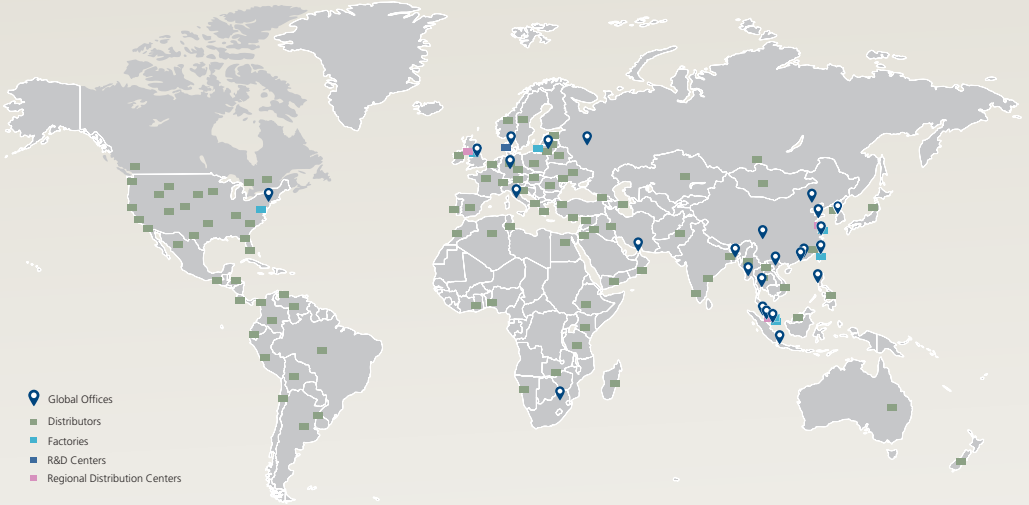 Global Offices
Distributors
Factories
R&D Centers
Regional Distribution Centers